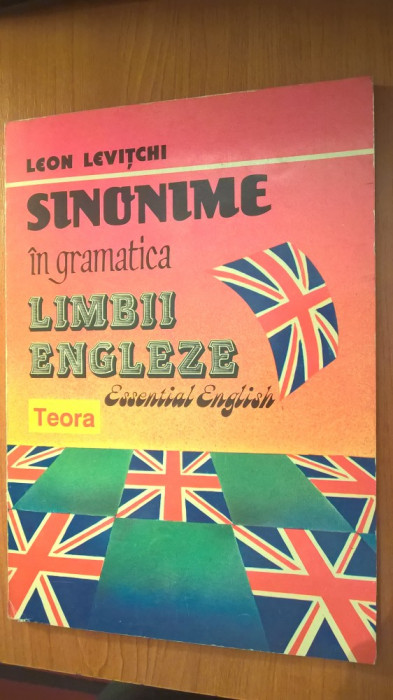 LEON LEVIȚCHI
SINONIME
în gramatica
LIMBII
ENGLEZE
Essential English
Teora